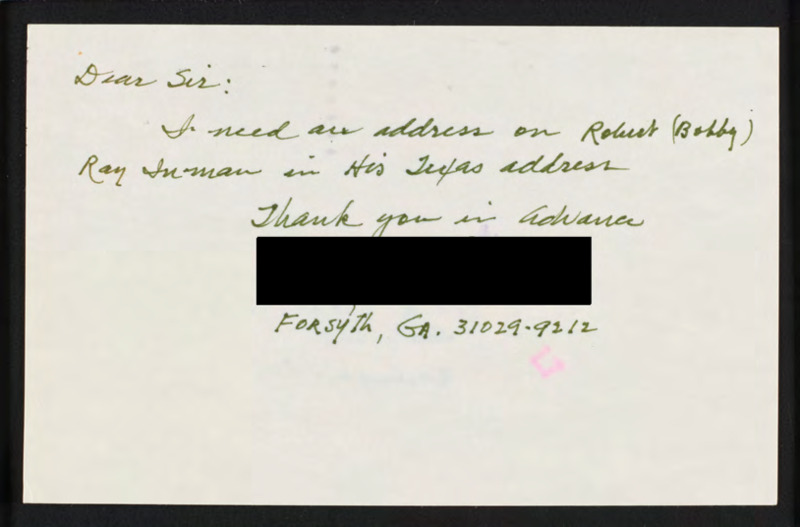 Dear Sir:
I need an address on Robert (Bobby)
Ray Inman in His Texas address
Thank you in advance
Forsyth, GA. 31029-9212